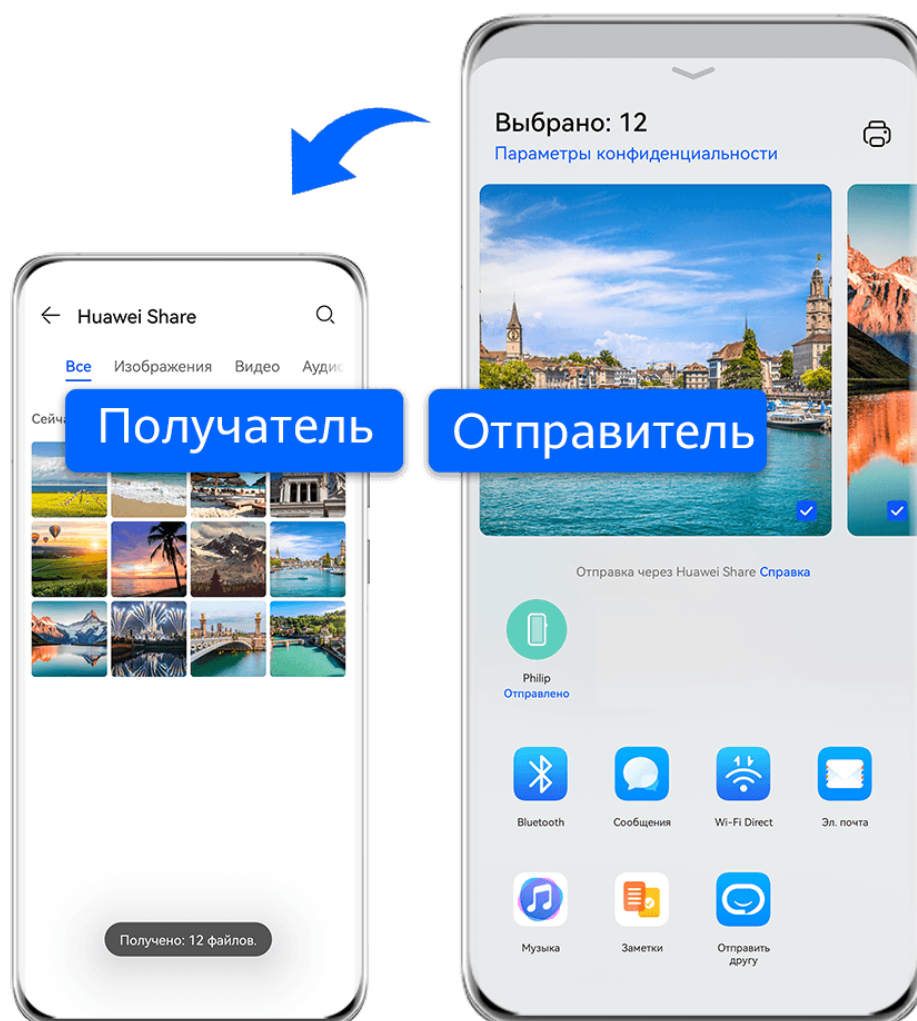 Huawei Share
Все Изображения Видео
Получатель
Получено: 12 файлов.
Выбрано: 12
Параметры конфиденциальности
Отправитель
Отправка через Huawei Share Справка
Philip
Отправлено
Bluetooth Сообщения Wi-Fi Direct Эл. почта
Музыка Заметки Отправить
другу